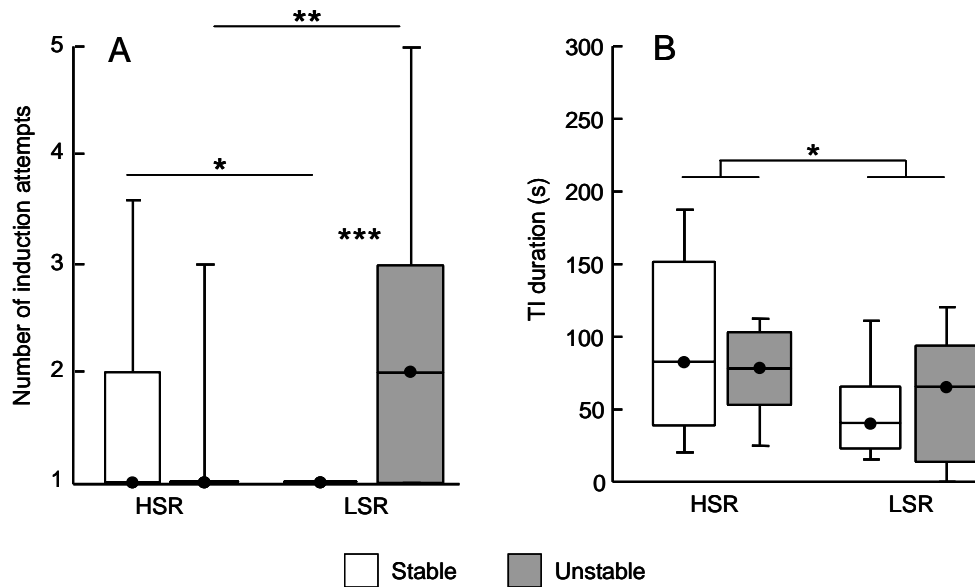 A
**
*
***
Number of induction attempts
5
4
3
2
1
HSR
LSR
B
*
TI duration (s)
300
250
200
150
100
50
0
HSR
LSR
Stable
Unstable